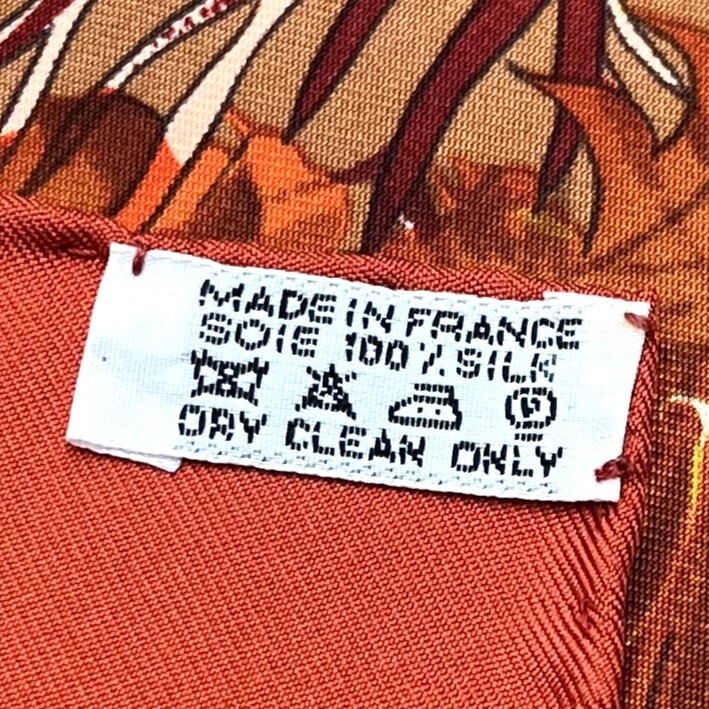 MADE IN FRANCE
SOIE 100% SILK
P
DRY CLEAN ONLY